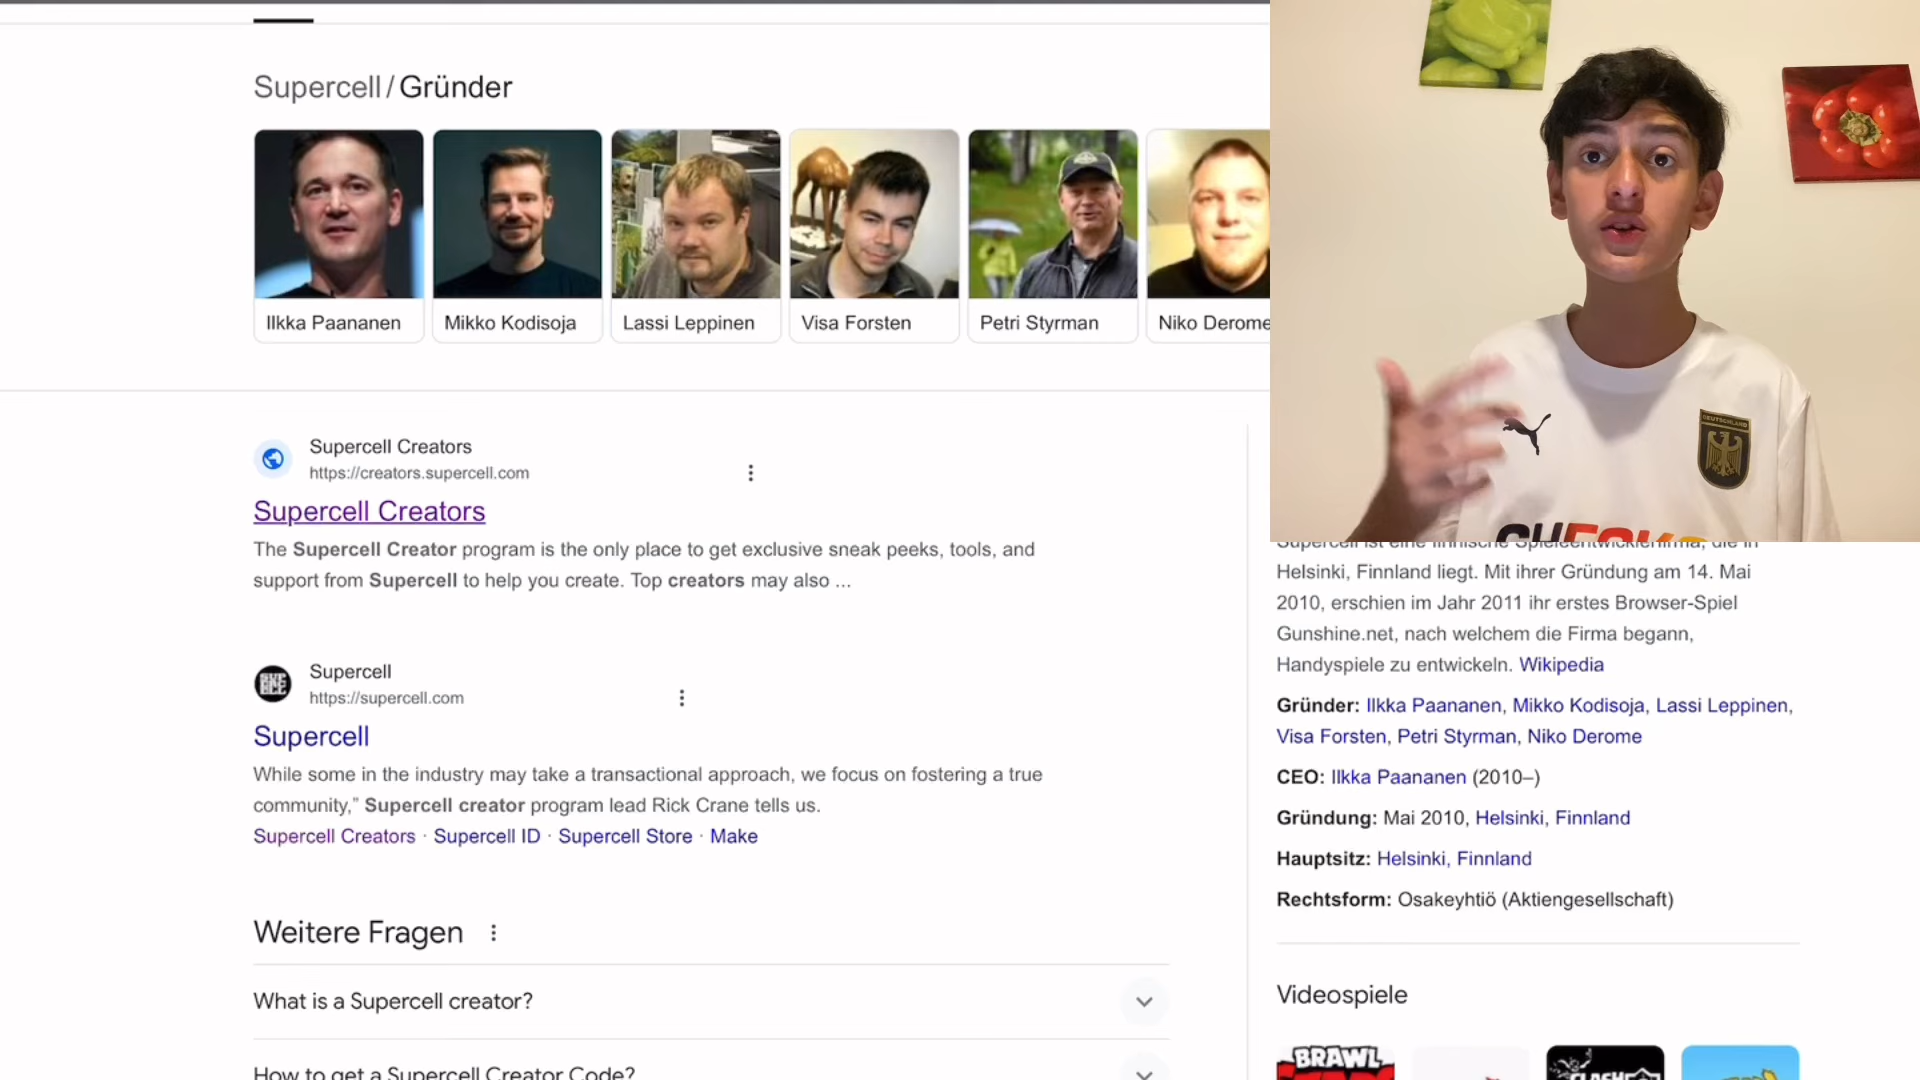 Supercell / Gründer
Ilkka Paananen
Mikko Kodisoja
Lassi Leppinen
Visa Forsten
Petri Styrman
Niko Derome
DEUTSCHLAND
Supercell Creators
https://creators.supercell.com
Supercell Creators
The Supercell Creator program is the only place to get exclusive sneak peeks, tools, and
support from Supercell to help you create. Top creators may also ...
Supercell
https://supercell.com
Supercell
While some in the industry may take a transactional approach, we focus on fostering a true
community,” Supercell creator program lead Rick Crane tells us.
Supercell Creators · Supercell ID · Supercell Store · Make
Weitere Fragen
What is a Supercell creator?
How to get a Supercell Creator Code?
Supercell ist eine finnische Spieleentwicklerfirma, die in
Helsinki, Finnland liegt. Mit ihrer Gründung am 14. Mai
2010, erschien im Jahr 2011 ihr erstes Browser-Spiel
Gunshine.net, nach welchem die Firma begann,
Handyspiele zu entwickeln. Wikipedia
Gründer: Ilkka Paananen, Mikko Kodisoja, Lassi Leppinen,
Visa Forsten, Petri Styrman, Niko Derome
CEO: Ilkka Paananen (2010–)
Gründung: Mai 2010, Helsinki, Finnland
Hauptsitz: Helsinki, Finnland
Rechtsform: Osakeyhtiö (Aktiengesellschaft)
Videospiele
BRAWL